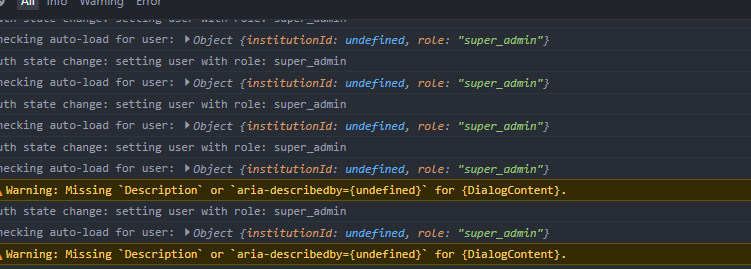 All Info Warning Error
uth state change: setting user with role: super_admin
hecking auto-load for user: ▶ Object {institutionId: undefined, role: "super_admin"}
uth state change: setting user with role: super_admin
hecking auto-load for user: ▶ Object {institutionId: undefined, role: "super_admin"}
uth state change: setting user with role: super_admin
hecking auto-load for user: ▶ Object {institutionId: undefined, role: "super_admin"}
uth state change: setting user with role: super_admin
hecking auto-load for user: ▶ Object {institutionId: undefined, role: "super_admin"}
Warning: Missing `Description` or `aria-describedby={undefined}` for {DialogContent}.
uth state change: setting user with role: super_admin
hecking auto-load for user: ▶ Object {institutionId: undefined, role: "super_admin"}
Warning: Missing `Description` or `aria-describedby={undefined}` for {DialogContent}.